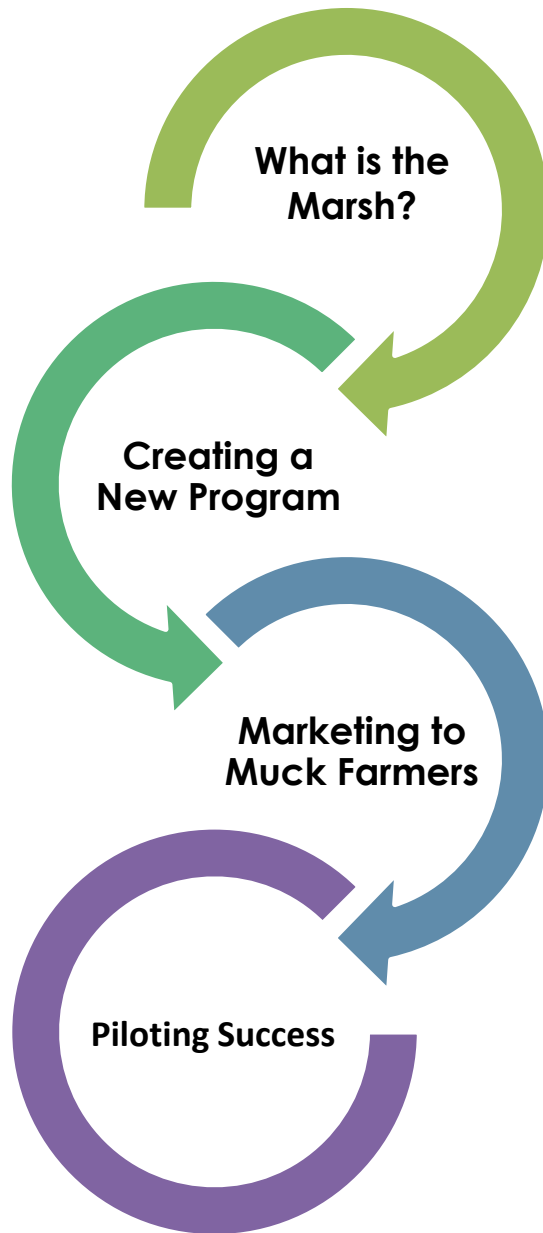 What is the
Marsh?
Creating a
New Program
Marketing to
Muck Farmers
Piloting Success